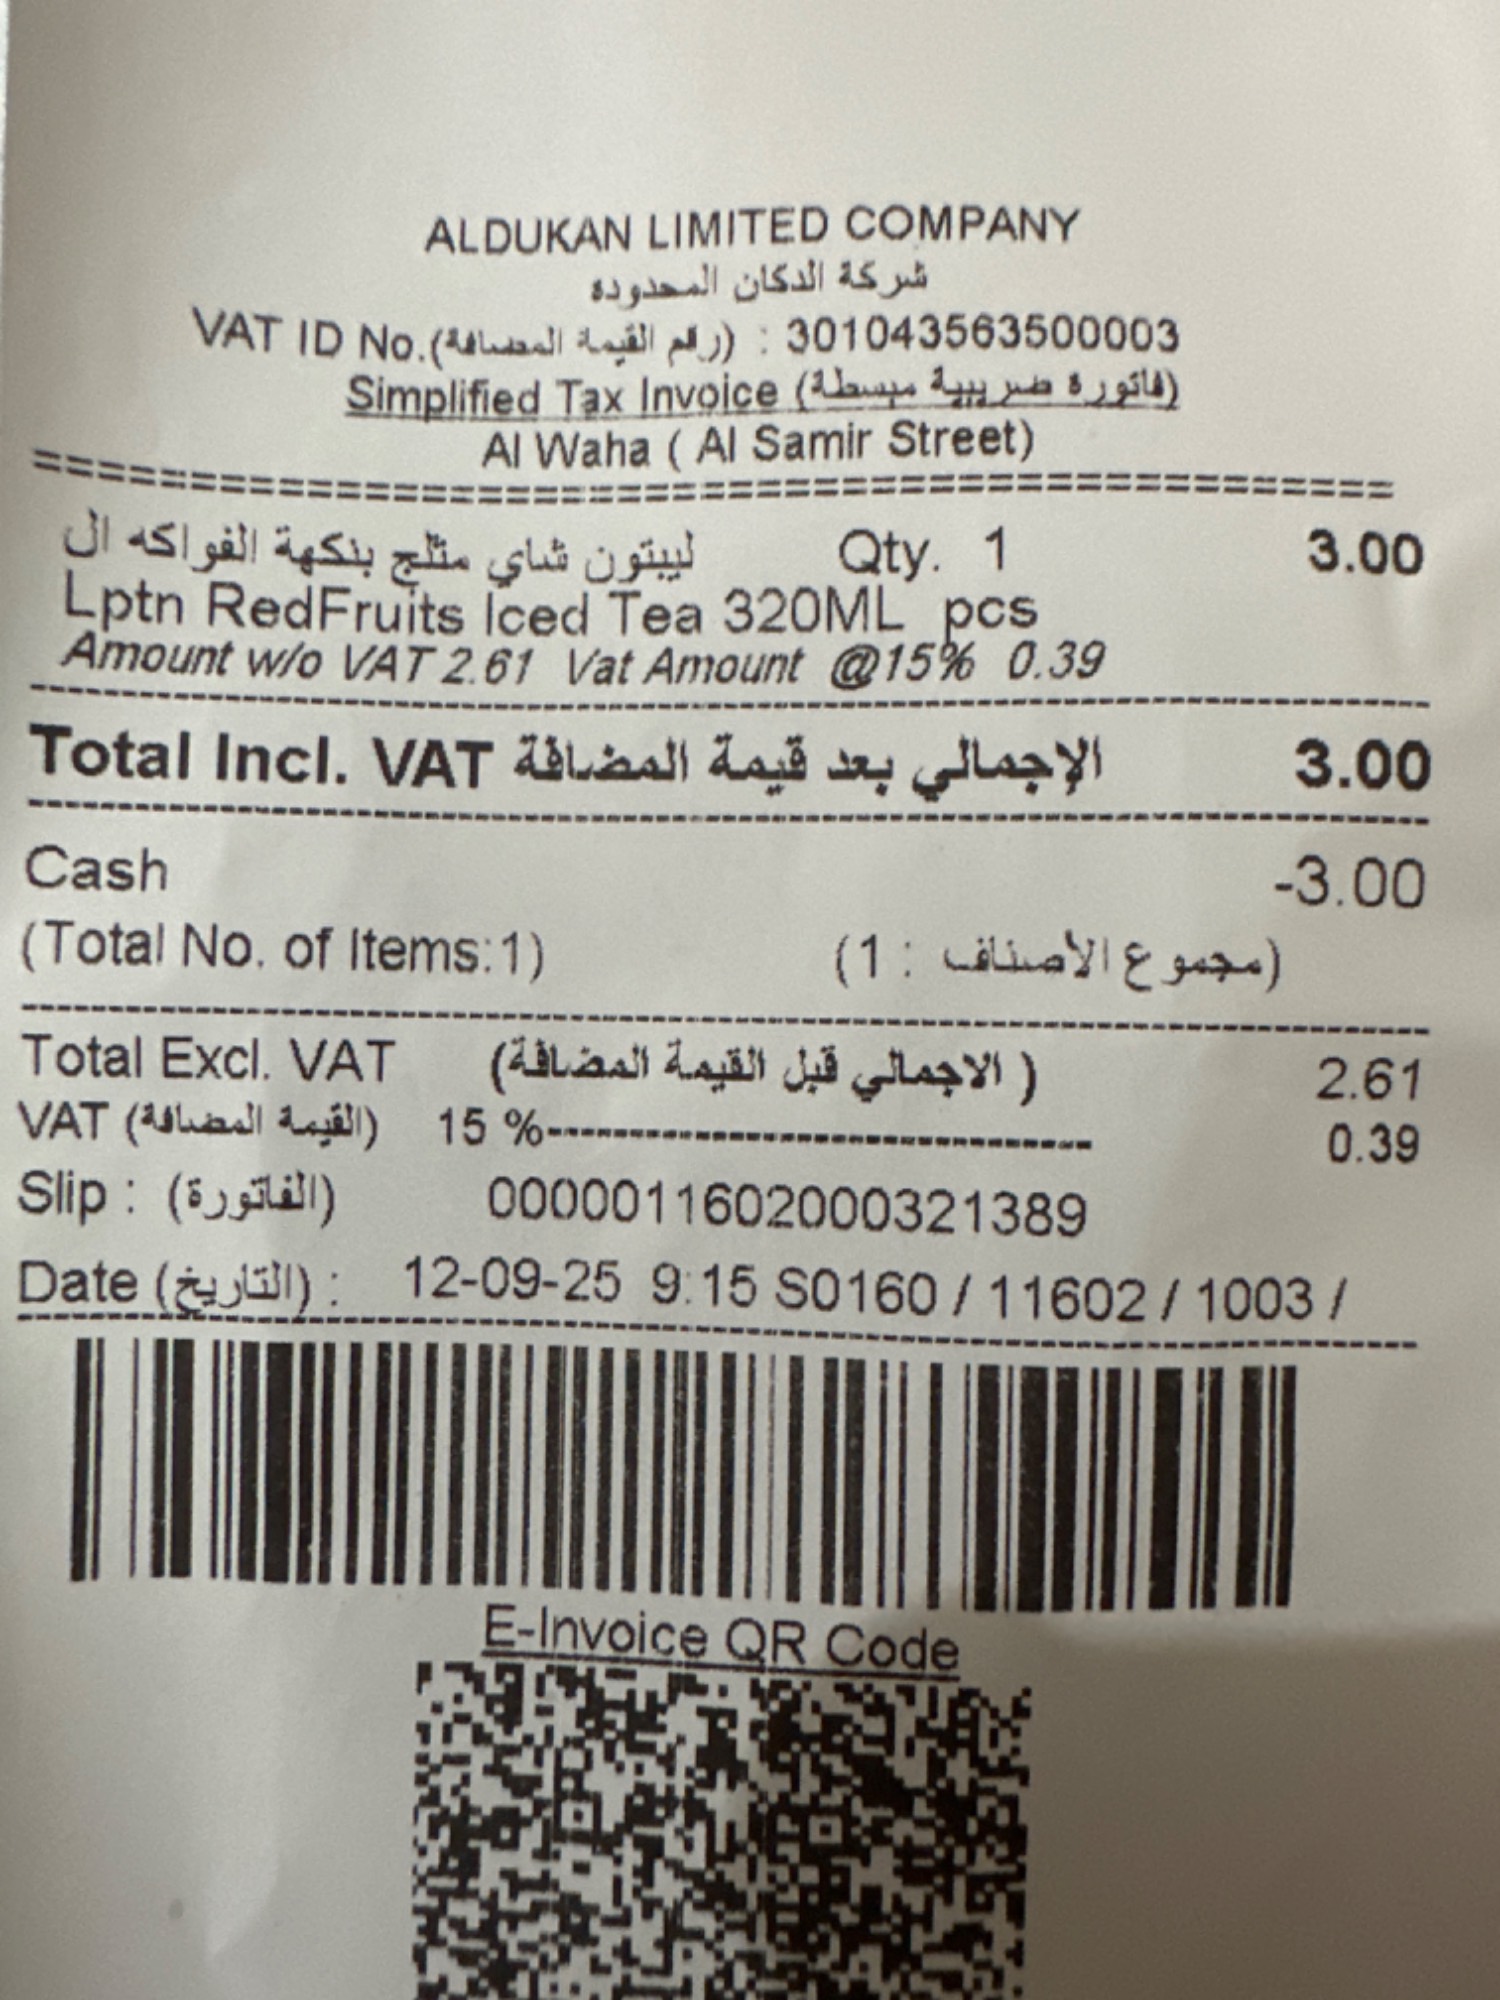 ALDUKAN LIMITED COMPANY
شركة الدكان المحدوده
VAT ID No.(رقم القيمة المضافة) : 301043563500003
Simplified Tax Invoice (فاتورة ضريبية مبسطة)
Al Waha ( Al Samir Street)
ليبتون شاي مثلج بنكهة الفواكه ال Qty. 1 3.00
Lptn RedFruits Iced Tea 320ML pcs
Amount w/o VAT 2.61 Vat Amount @15% 0.39
Total Incl. VAT الإجمالي بعد قيمة المضافة 3.00
Cash -3.00
(Total No. of Items:1) (مجموع الأصناف : 1)
Total Excl. VAT (الاجمالي قبل القيمة المضافة ) 2.61
VAT (القيمة المضافة) 15 %------------------------------------ 0.39
Slip : (الفاتورة) 0000011602000321389
Date (التاريخ) : 12-09-25 9:15 S0160 / 11602 / 1003 /
E-Invoice QR Code